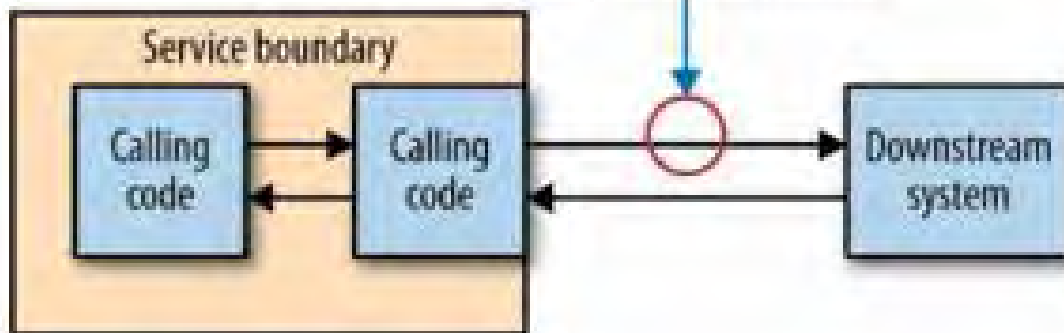 Service boundary
Calling
code
Calling
code
Downstream
system